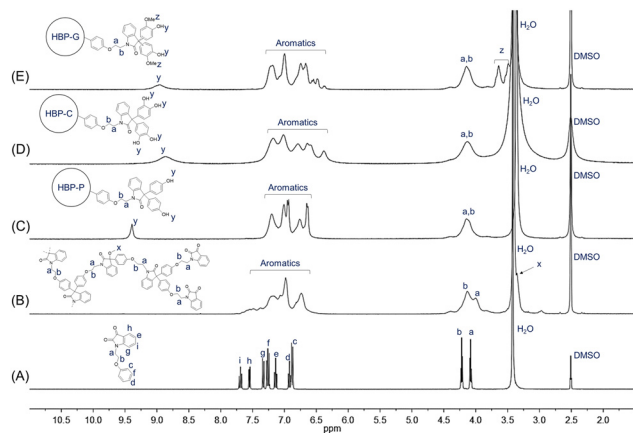 HBP-G
OMe z
OH y
OH y
OMe z
a
b
y
Aromatics
a,b
z
H₂O
DMSO
(E)
HBP-C
OH OH
y y
a
b
HO OH
y y
y
Aromatics
a,b
H₂O
DMSO
(D)
HBP-P
OH y
OH y
b
a
y
Aromatics
a,b
H₂O
DMSO
(C)
x
a b
b a
Aromatics
b a
H₂O
x
DMSO
(B)
h
e
i
g
a
b
c
f
d
i h g f e d c
b a
H₂O
DMSO
(A)
10.5 10.0 9.5 9.0 8.5 8.0 7.5 7.0 6.5 6.0 5.5 5.0 4.5 4.0 3.5 3.0 2.5 2.0
ppm